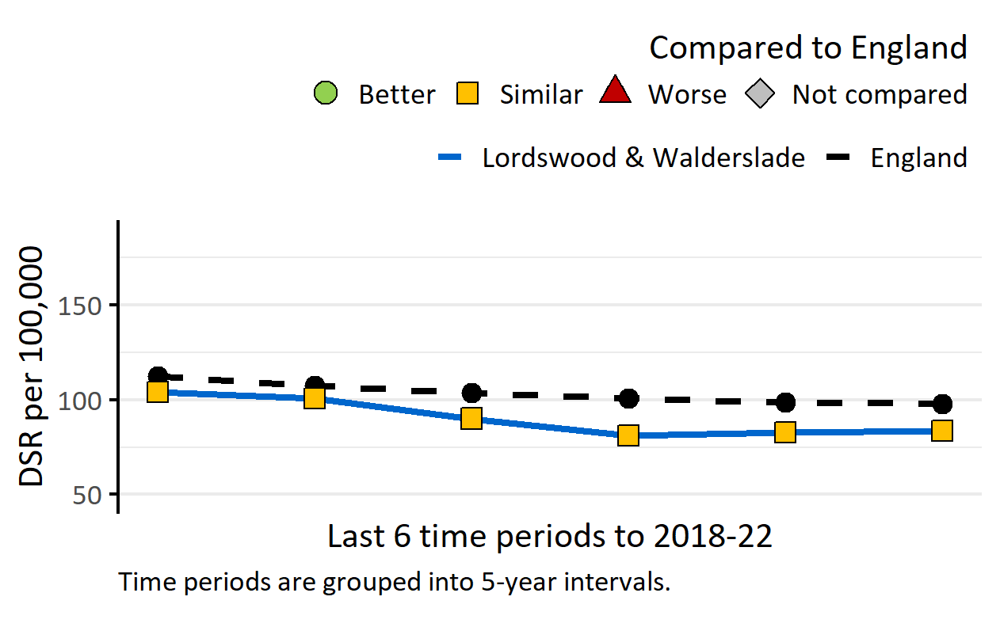 Compared to England
Better Similar Worse Not compared
Lordswood & Walderslade England
DSR per 100,000
150
100
50
Last 6 time periods to 2018-22
Time periods are grouped into 5-year intervals.